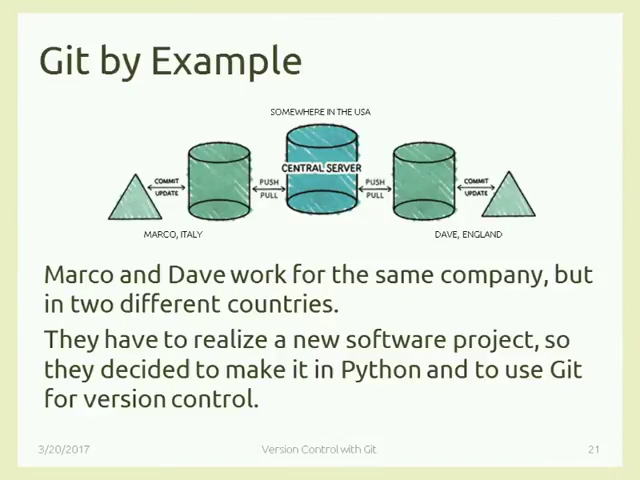 Git by Example
SOMEWHERE IN THE USA
CENTRAL SERVER
COMMIT
UPDATE
PUSH
PULL
PUSH
PULL
COMMIT
UPDATE
MARCO, ITALY
DAVE, ENGLAND
Marco and Dave work for the same company, but
in two different countries.
They have to realize a new software project, so
they decided to make it in Python and to use Git
for version control.
3/20/2017
Version Control with Git
21